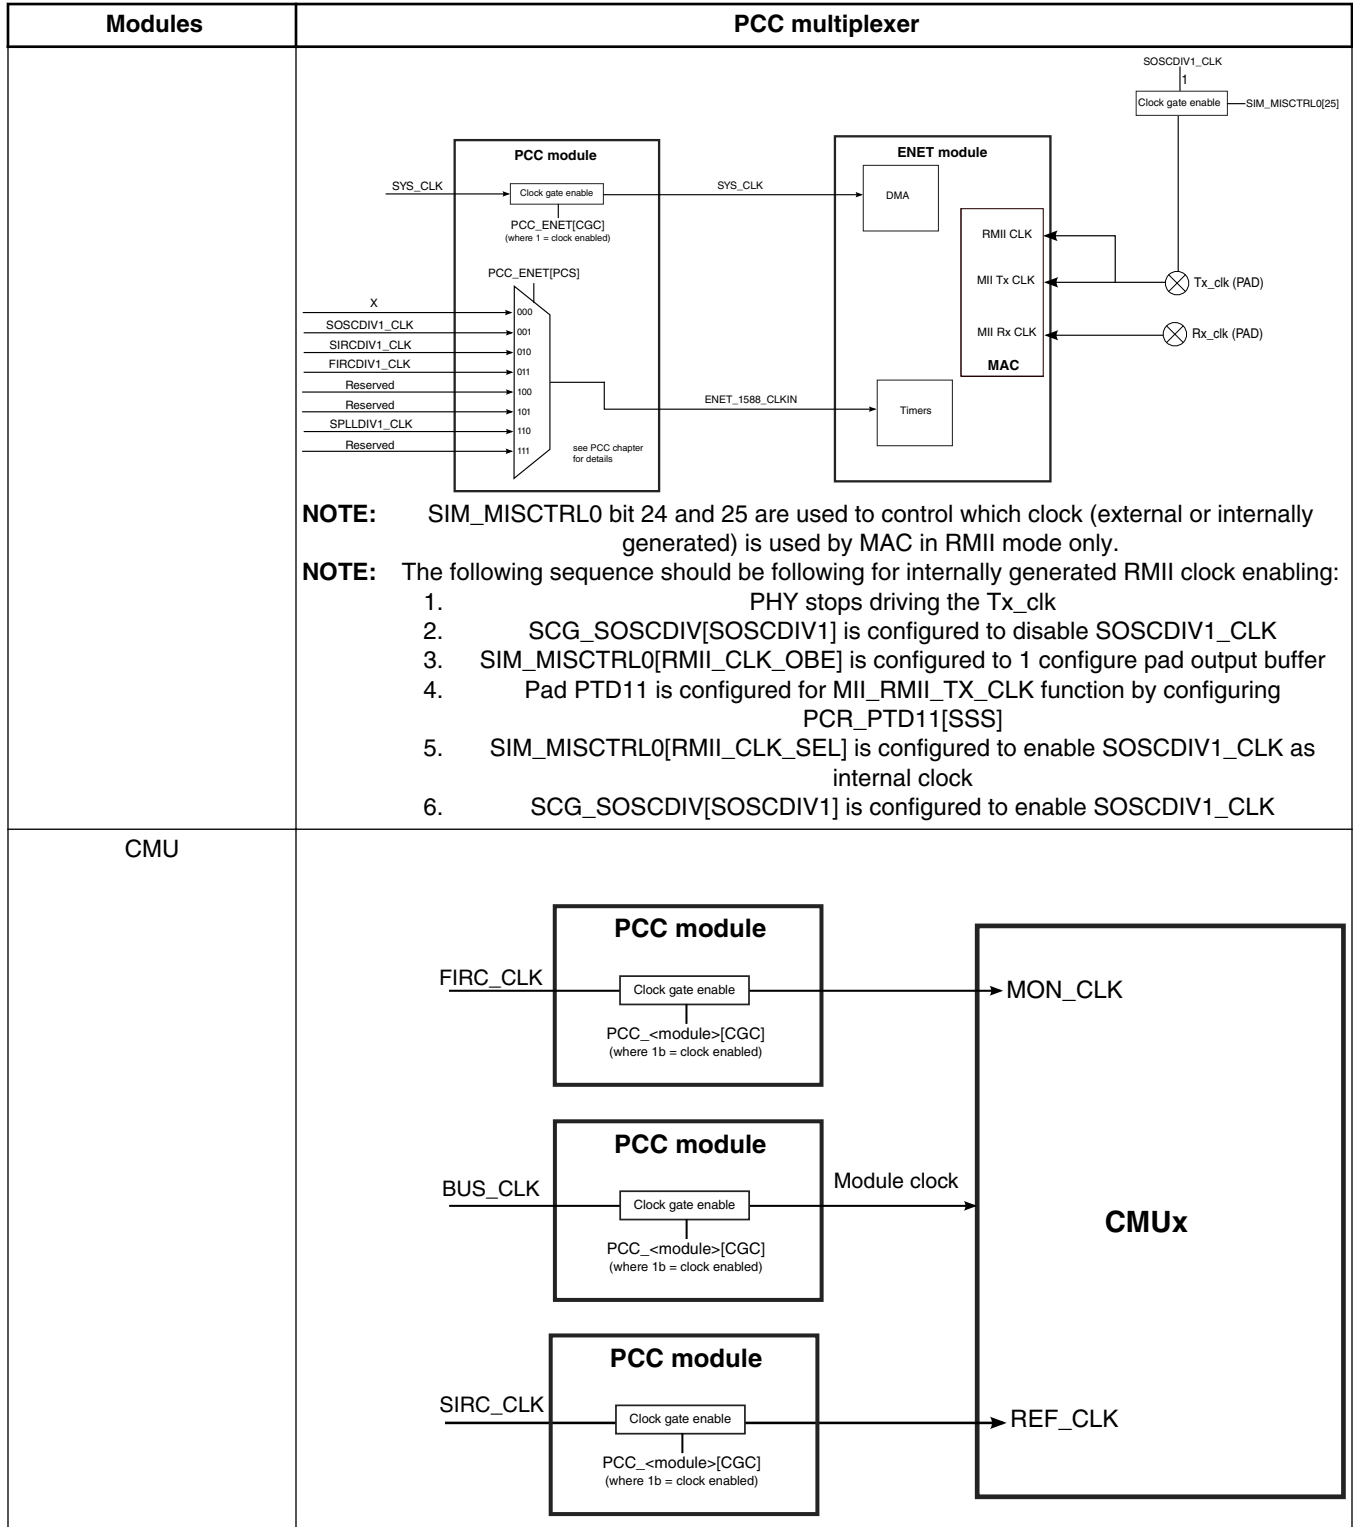 Modules
PCC multiplexer
SOSCDIV1_CLK
1
Clock gate enable
SIM_MISCTRL0[25]
PCC module
ENET module
SYS_CLK
Clock gate enable
SYS_CLK
DMA
PCC_ENET[CGC]
(where 1 = clock enabled)
RMII CLK
PCC_ENET[PCS]
MII Tx CLK
Tx_clk (PAD)
X
000
SOSCDIV1_CLK
001
MII Rx CLK
Rx_clk (PAD)
SIRCDIV1_CLK
010
FIRCDIV1_CLK
011
MAC
Reserved
100
Reserved
101
ENET_1588_CLKIN
Timers
SPLLDIV1_CLK
110
Reserved
111
see PCC chapter
for details
NOTE: SIM_MISCTRL0 bit 24 and 25 are used to control which clock (external or internally
generated) is used by MAC in RMII mode only.
NOTE: The following sequence should be following for internally generated RMII clock enabling:
1. PHY stops driving the Tx_clk
2. SCG_SOSCDIV[SOSCDIV1] is configured to disable SOSCDIV1_CLK
3. SIM_MISCTRL0[RMII_CLK_OBE] is configured to 1 configure pad output buffer
4. Pad PTD11 is configured for MII_RMII_TX_CLK function by configuring
PCR_PTD11[SSS]
5. SIM_MISCTRL0[RMII_CLK_SEL] is configured to enable SOSCDIV1_CLK as
internal clock
6. SCG_SOSCDIV[SOSCDIV1] is configured to enable SOSCDIV1_CLK
CMU
PCC module
FIRC_CLK
Clock gate enable
MON_CLK
PCC_<module>[CGC]
(where 1b = clock enabled)
PCC module
BUS_CLK
Clock gate enable
Module clock
PCC_<module>[CGC]
(where 1b = clock enabled)
CMUx
PCC module
SIRC_CLK
Clock gate enable
REF_CLK
PCC_<module>[CGC]
(where 1b = clock enabled)